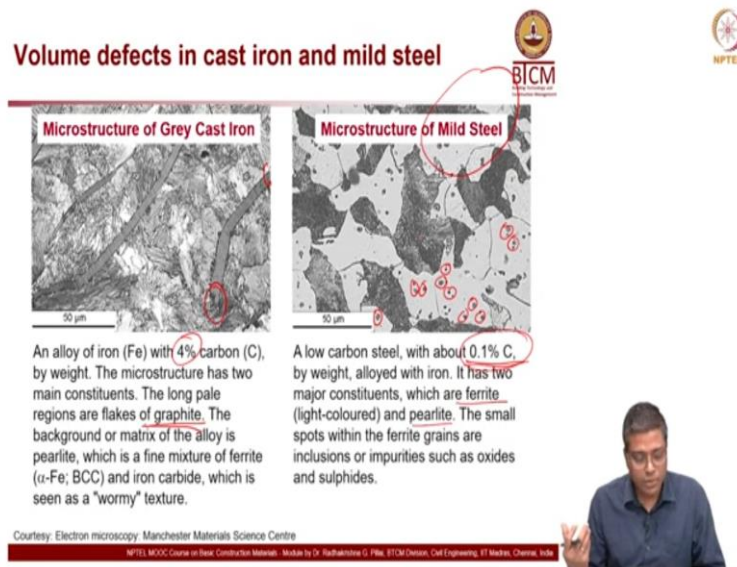 Volume defects in cast iron and mild steel
BTCM
NPTEL
Microstructure of Grey Cast Iron
Microstructure of Mild Steel
50 µm
50 µm
An alloy of iron (Fe) with 4% carbon (C),
by weight. The microstructure has two
main constituents. The long pale
regions are flakes of graphite. The
background or matrix of the alloy is
pearlite, which is a fine mixture of ferrite
(α-Fe; BCC) and iron carbide, which is
seen as a "wormy" texture.
A low carbon steel, with about 0.1% C,
by weight, alloyed with iron. It has two
major constituents, which are ferrite
(light-coloured) and pearlite. The small
spots within the ferrite grains are
inclusions or impurities such as oxides
and sulphides.
Courtesy: Electron microscopy: Manchester Materials Science Centre
NPTEL MOOC Course on Basic Construction Materials - Module by Dr. Radhakrishna G. Pillai, BTCM Division, Civil Engineering, IIT Madras, Chennai, India